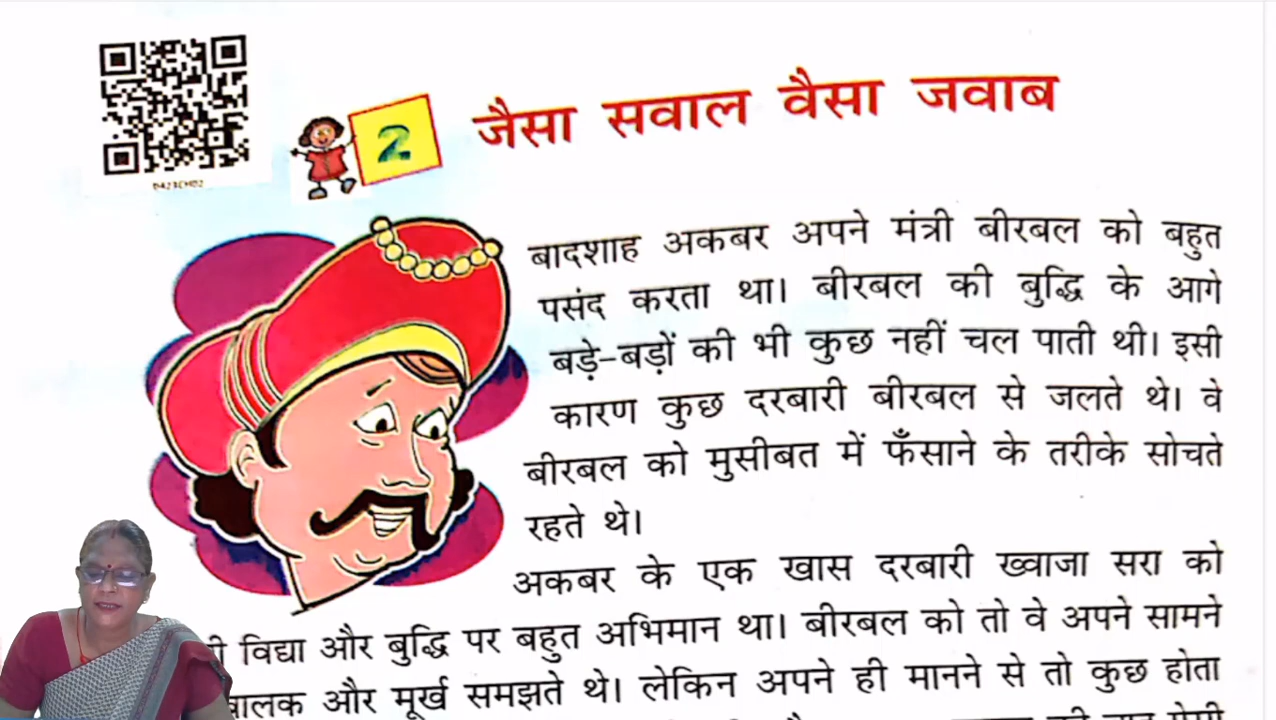 0421CH02
2
जैसा सवाल वैसा जवाब
बादशाह अकबर अपने मंत्री बीरबल को बहुत
पसंद करता था। बीरबल की बुद्धि के आगे
बड़े-बड़ों की भी कुछ नहीं चल पाती थी। इसी
कारण कुछ दरबारी बीरबल से जलते थे। वे
बीरबल को मुसीबत में फँसाने के तरीके सोचते
रहते थे।
अकबर के एक खास दरबारी ख्वाजा सरा को
विद्या और बुद्धि पर बहुत अभिमान था। बीरबल को तो वे अपने सामने
और मूर्ख समझते थे। लेकिन अपने ही मानने से तो कुछ होता